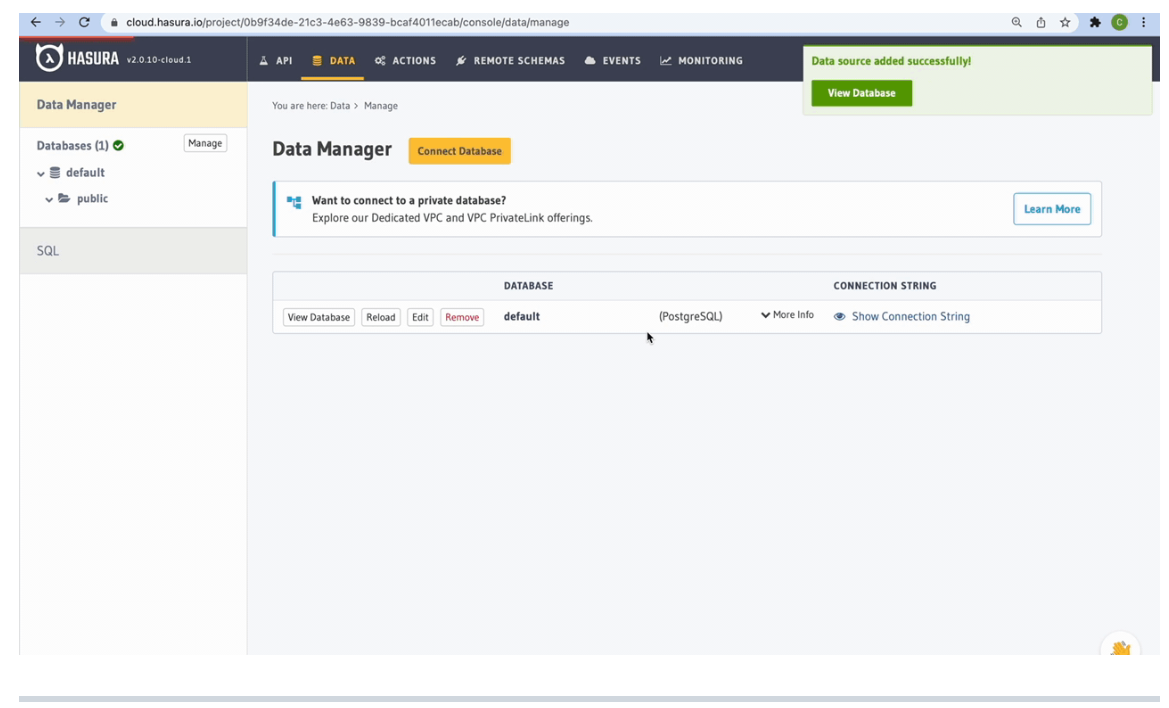 cloud.hasura.io/project/0b9f34de-21c3-4e63-9839-bcaf4011ecab/console/data/manage
C
HASURA v2.0.10-cloud.1
API DATA ACTIONS REMOTE SCHEMAS EVENTS MONITORING
Data source added successfully!
View Database
Data Manager
Databases (1)
Manage
default
public
SQL
You are here: Data > Manage
Data Manager
Connect Database
Want to connect to a private database?
Explore our Dedicated VPC and VPC PrivateLink offerings.
Learn More
DATABASE CONNECTION STRING
View Database Reload Edit Remove default (PostgreSQL) More Info Show Connection String